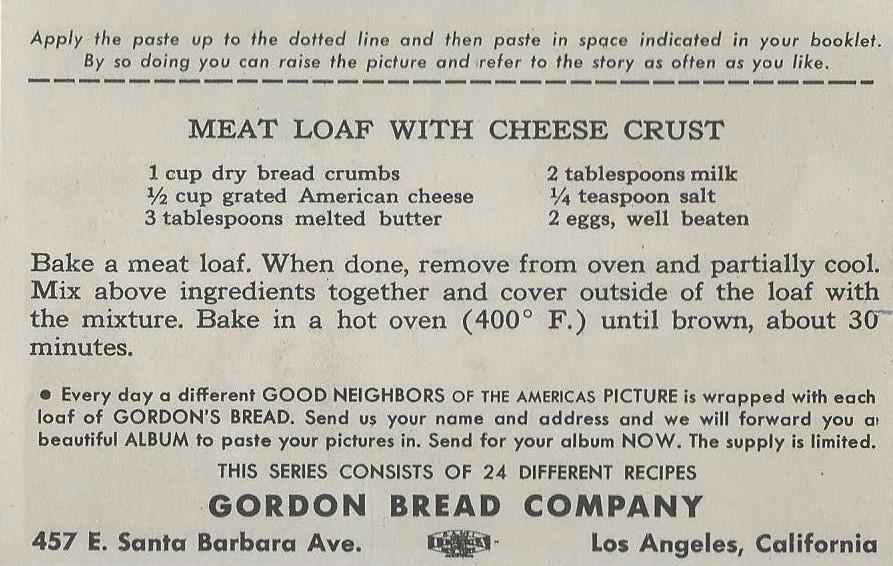 Apply the paste up to the dotted line and then paste in space indicated in your booklet.
By so doing you can raise the picture and refer to the story as often as you like.
MEAT LOAF WITH CHEESE CRUST
1 cup dry bread crumbs 2 tablespoons milk
½ cup grated American cheese ¼ teaspoon salt
3 tablespoons melted butter 2 eggs, well beaten
Bake a meat loaf. When done, remove from oven and partially cool.
Mix above ingredients together and cover outside of the loaf with
the mixture. Bake in a hot oven (400° F.) until brown, about 30
minutes.
• Every day a different GOOD NEIGHBORS OF THE AMERICAS PICTURE is wrapped with each
loaf of GORDON'S BREAD. Send us your name and address and we will forward you a
beautiful ALBUM to paste your pictures in. Send for your album NOW. The supply is limited.
THIS SERIES CONSISTS OF 24 DIFFERENT RECIPES
GORDON BREAD COMPANY
457 E. Santa Barbara Ave. Los Angeles, California